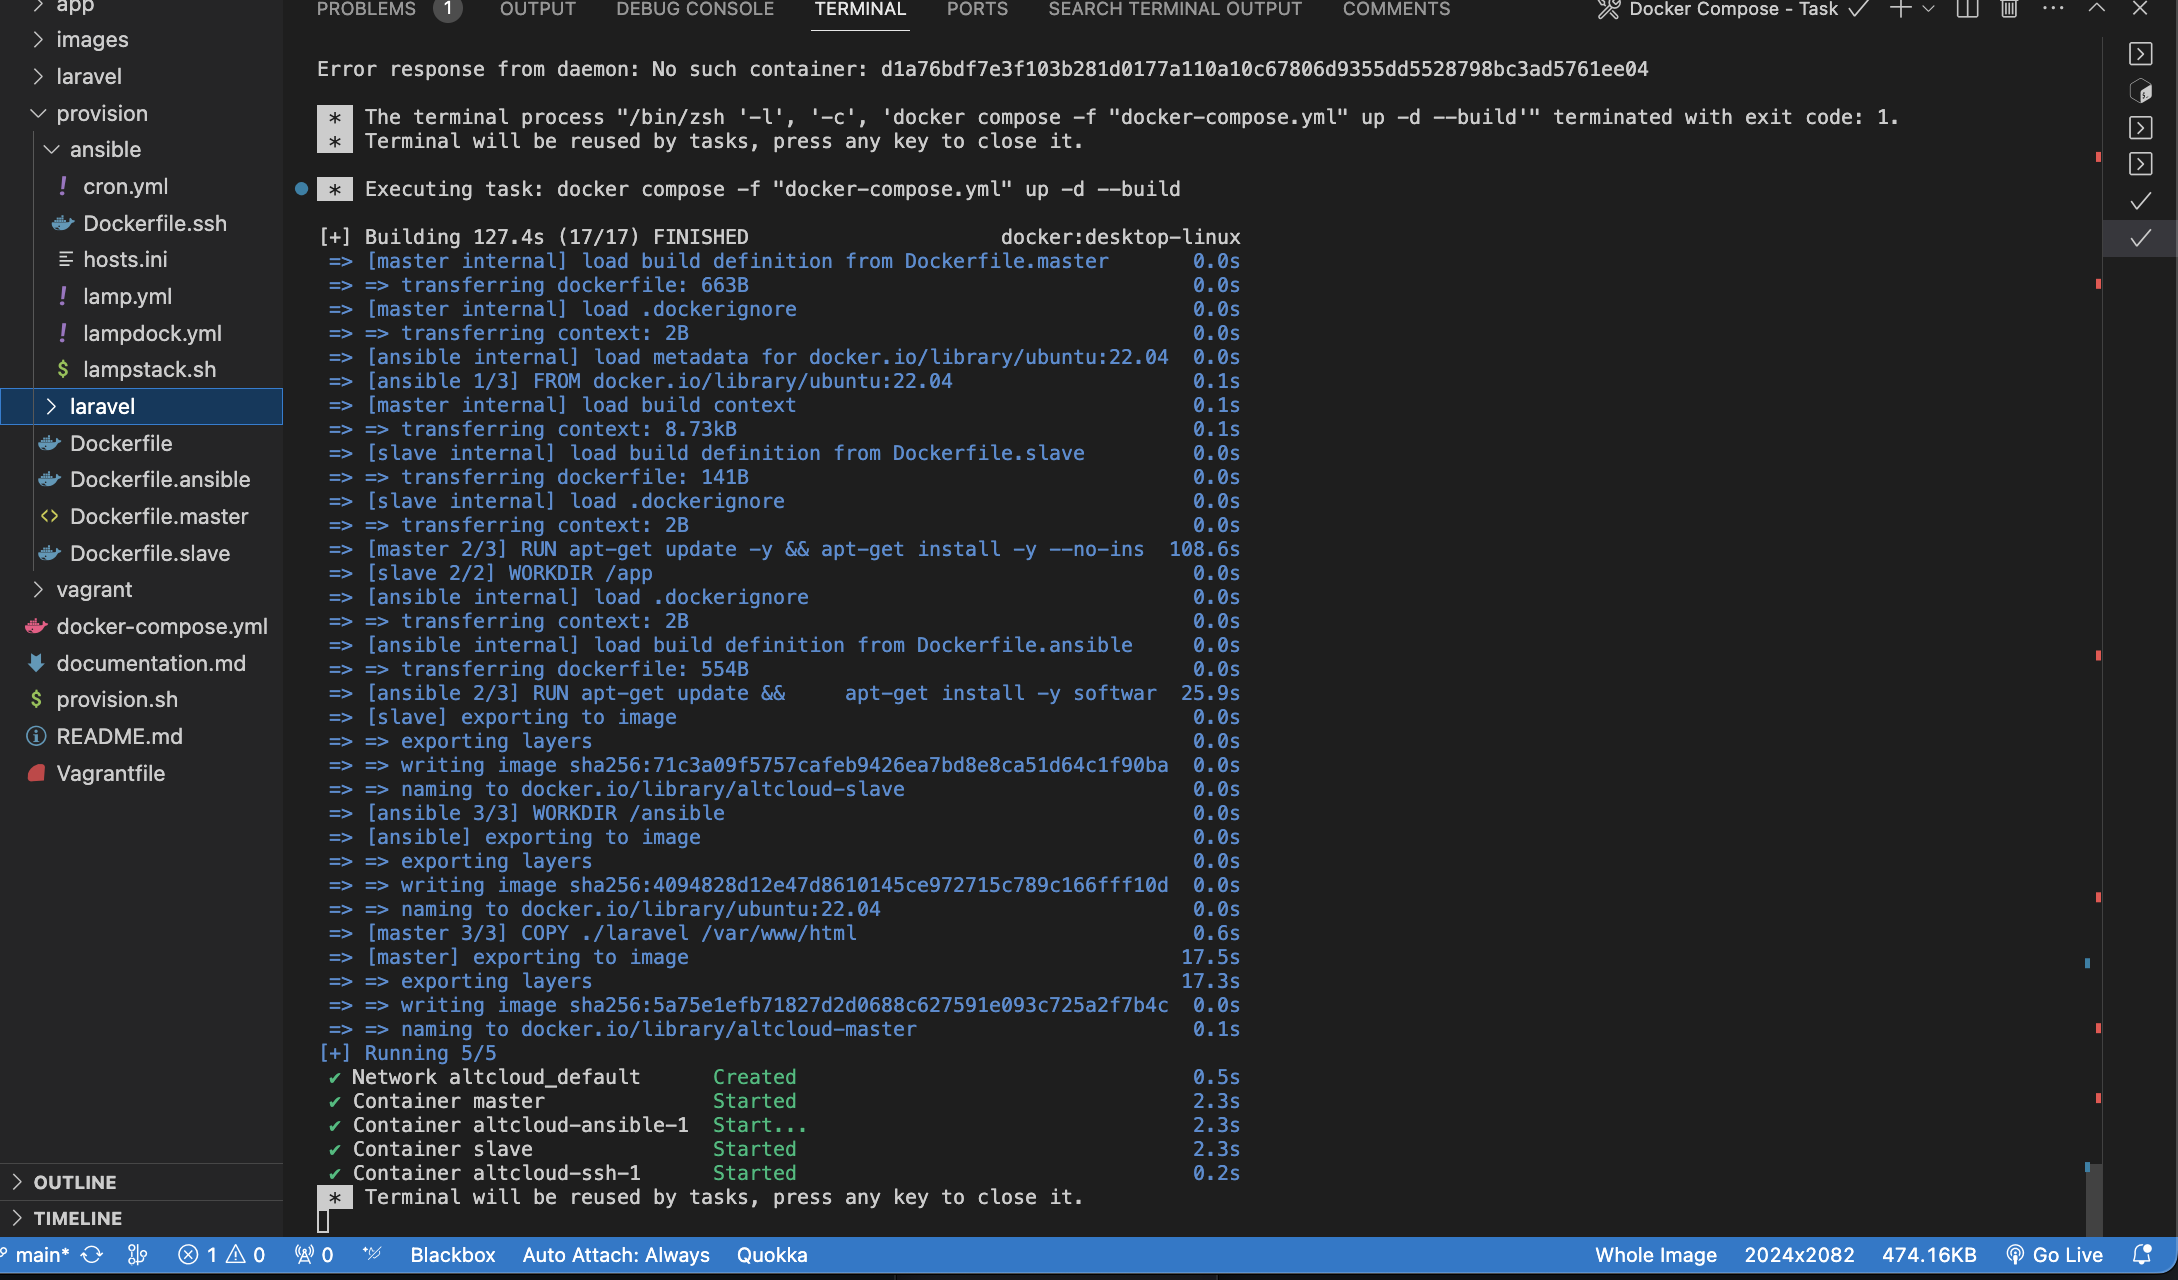 app
images
laravel
provision
ansible
cron.yml
Dockerfile.ssh
hosts.ini
lamp.yml
lampdock.yml
lampstack.sh
laravel
Dockerfile
Dockerfile.ansible
Dockerfile.master
Dockerfile.slave
vagrant
docker-compose.yml
documentation.md
provision.sh
README.md
Vagrantfile
OUTLINE
TIMELINE
PROBLEMS 1 OUTPUT DEBUG CONSOLE TERMINAL PORTS SEARCH TERMINAL OUTPUT COMMENTS Docker Compose - Task
Error response from daemon: No such container: d1a76bdf7e3f103b281d0177a110a10c67806d9355dd5528798bc3ad5761ee04
* The terminal process "/bin/zsh '-l', '-c', 'docker compose -f "docker-compose.yml" up -d --build'" terminated with exit code: 1.
* Terminal will be reused by tasks, press any key to close it.
* Executing task: docker compose -f "docker-compose.yml" up -d --build
[+] Building 127.4s (17/17) FINISHED docker:desktop-linux
=> [master internal] load build definition from Dockerfile.master 0.0s
=> => transferring dockerfile: 663B 0.0s
=> [master internal] load .dockerignore 0.0s
=> => transferring context: 2B 0.0s
=> [ansible internal] load metadata for docker.io/library/ubuntu:22.04 0.0s
=> [ansible 1/3] FROM docker.io/library/ubuntu:22.04 0.1s
=> [master internal] load build context 0.1s
=> => transferring context: 8.73kB 0.1s
=> [slave internal] load build definition from Dockerfile.slave 0.0s
=> => transferring dockerfile: 141B 0.0s
=> [slave internal] load .dockerignore 0.0s
=> => transferring context: 2B 0.0s
=> [master 2/3] RUN apt-get update -y && apt-get install -y --no-ins 108.6s
=> [slave 2/2] WORKDIR /app 0.0s
=> [ansible internal] load .dockerignore 0.0s
=> => transferring context: 2B 0.0s
=> [ansible internal] load build definition from Dockerfile.ansible 0.0s
=> => transferring dockerfile: 554B 0.0s
=> [ansible 2/3] RUN apt-get update &&     apt-get install -y softwar 25.9s
=> [slave] exporting to image 0.0s
=> => exporting layers 0.0s
=> => writing image sha256:71c3a09f5757cafeb9426ea7bd8e8ca51d64c1f90ba 0.0s
=> => naming to docker.io/library/altcloud-slave 0.0s
=> [ansible 3/3] WORKDIR /ansible 0.0s
=> [ansible] exporting to image 0.0s
=> => exporting layers 0.0s
=> => writing image sha256:4094828d12e47d8610145ce972715c789c166fff10d 0.0s
=> => naming to docker.io/library/ubuntu:22.04 0.0s
=> [master 3/3] COPY ./laravel /var/www/html 0.6s
=> [master] exporting to image 17.5s
=> => exporting layers 17.3s
=> => writing image sha256:5a75e1efb71827d2d0688c627591e093c725a2f7b4c 0.0s
=> => naming to docker.io/library/altcloud-master 0.1s
[+] Running 5/5
✔ Network altcloud_default Created 0.5s
✔ Container master Started 2.3s
✔ Container altcloud-ansible-1 Start... 2.3s
✔ Container slave Started 2.3s
✔ Container altcloud-ssh-1 Started 0.2s
* Terminal will be reused by tasks, press any key to close it.
main* 1 0 0 Blackbox Auto Attach: Always Quokka Whole Image 2024x2082 474.16KB Go Live